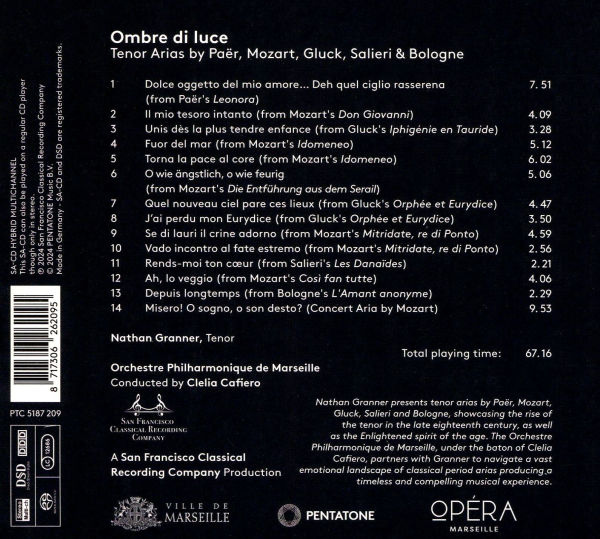 Ombre di luce
Tenor Arias by Paër, Mozart, Gluck, Salieri & Bologne
1 Dolce oggetto del mio amore... Deh quel ciglio rasserena 7. 51
(from Paër's Leonora)
2 Il mio tesoro intanto (from Mozart's Don Giovanni) 4.09
3 Unis dès la plus tendre enfance (from Gluck's Iphigénie en Tauride) 3.28
4 Fuor del mar (from Mozart's Idomeneo) 5.12
5 Torna la pace al core (from Mozart's Idomeneo) 6.02
6 O wie ängstlich, o wie feurig 5.06
(from Mozart's Die Entführung aus dem Serail)
7 Quel nouveau ciel pare ces lieux (from Gluck's Orphée et Eurydice) 4.47
8 J'ai perdu mon Eurydice (from Gluck's Orphée et Eurydice) 3.50
9 Se di lauri il crine adorno (from Mozart's Mitridate, re di Ponto) 4.59
10 Vado incontro al fate estremo (from Mozart's Mitridate, re di Ponto) 2.56
11 Rends-moi ton cœur (from Salieri's Les Danaïdes) 2.21
12 Ah, lo veggio (from Mozart's Così fan tutte) 4.06
13 Depuis longtemps (from Bologne's L'Amant anonyme) 2.29
14 Misero! O sogno, o son desto? (Concert Aria by Mozart) 9.53
Nathan Granner, Tenor
Total playing time: 67.16
Orchestre Philharmonique de Marseille
Conducted by Clelia Cafiero
San Francisco
Classical Recording
Company
A San Francisco Classical
Recording Company Production
Nathan Granner presents tenor arias by Paër, Mozart,
Gluck, Salieri and Bologne, showcasing the rise of
the tenor in the late eighteenth century, as well
as the Enlightened spirit of the age. The Orchestre
Philharmonique de Marseille, under the baton of Clelia
Cafiero, partners with Granner to navigate a vast
emotional landscape of classical period arias producing a
timeless and compelling musical experience.
VILLE DE
MARSEILLE
PENTATONE
OPÉRA
MARSEILLE
SA-CD HYBRID MULTICHANNEL
This SA-CD can also be played on a regular CD player
though only in stereo.
℗ 2024 San Francisco Classical Recording Company
© 2024 PENTATONE Music B.V.
Made in Germany - SA-CD and DSD are registered trademarks.
8 717306 262095
PTC 5187 209
DSD
DDD
LC 12686
Stereo
Multi-ch